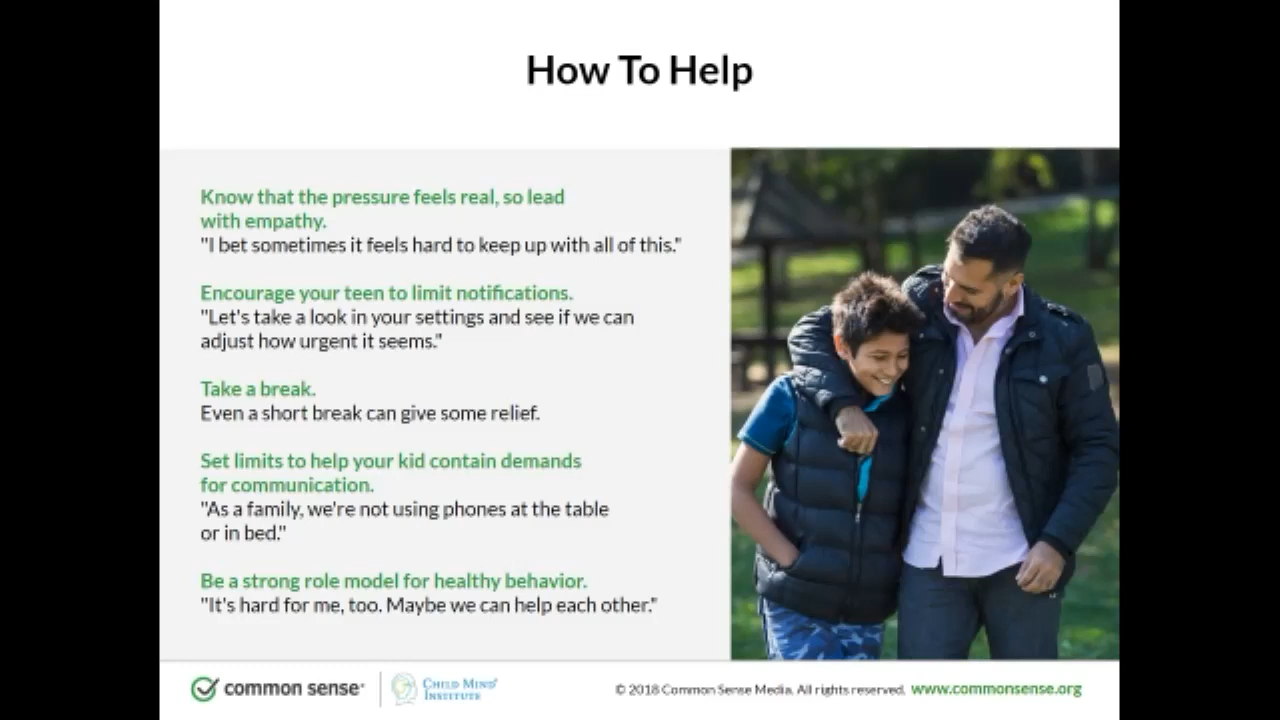 How To Help
Know that the pressure feels real, so lead
with empathy.
"I bet sometimes it feels hard to keep up with all of this."
Encourage your teen to limit notifications.
"Let's take a look in your settings and see if we can
adjust how urgent it seems."
Take a break.
Even a short break can give some relief.
Set limits to help your kid contain demands
for communication.
"As a family, we're not using phones at the table
or in bed."
Be a strong role model for healthy behavior.
"It's hard for me, too. Maybe we can help each other."
common sense®
CHILD MIND®
INSTITUTE
© 2018 Common Sense Media. All rights reserved. www.commonsense.org